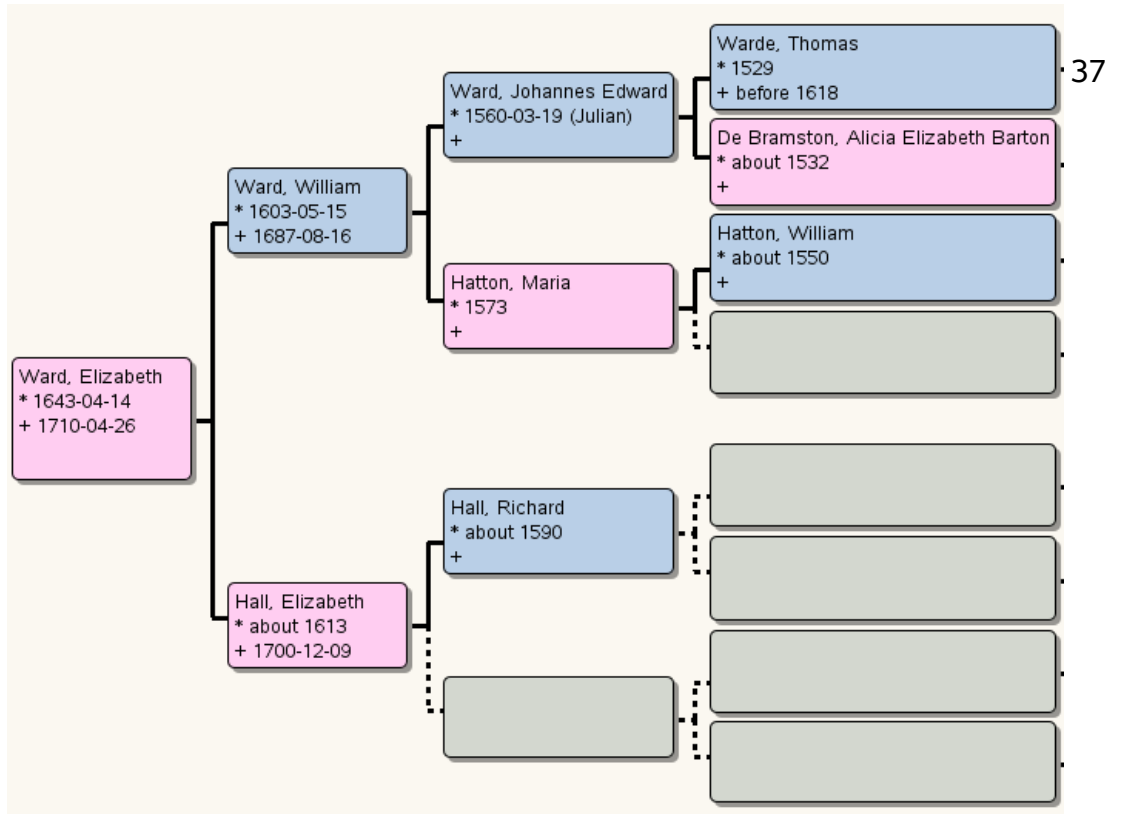 Ward, Elizabeth
* 1643-04-14
+ 1710-04-26
Ward, William
* 1603-05-15
+ 1687-08-16
Hall, Elizabeth
* about 1613
+ 1700-12-09
Ward, Johannes Edward
* 1560-03-19 (Julian)
+
Hatton, Maria
* 1573
+
Hall, Richard
* about 1590
+
Warde, Thomas
* 1529
+ before 1618
De Bramston, Alicia Elizabeth Barton
* about 1532
+
Hatton, William
* about 1550
+
37